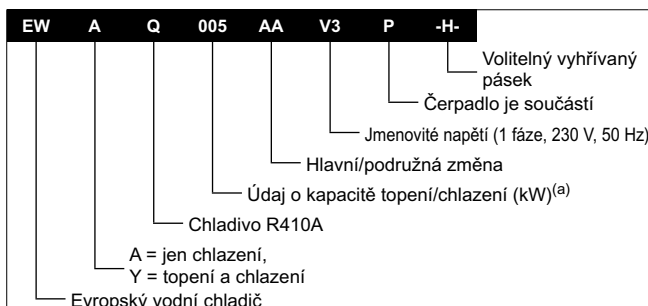 EW A Q 005 AA V3 P -H-
Volitelný vyhřívaný
pásek
Čerpadlo je součástí
Jmenovité napětí (1 fáze, 230 V, 50 Hz)
Hlavní/podružná změna
Údaj o kapacitě topení/chlazení (kW)(a)
Chladivo R410A
A = jen chlazení,
Y = topení a chlazení
Evropský vodní chladič